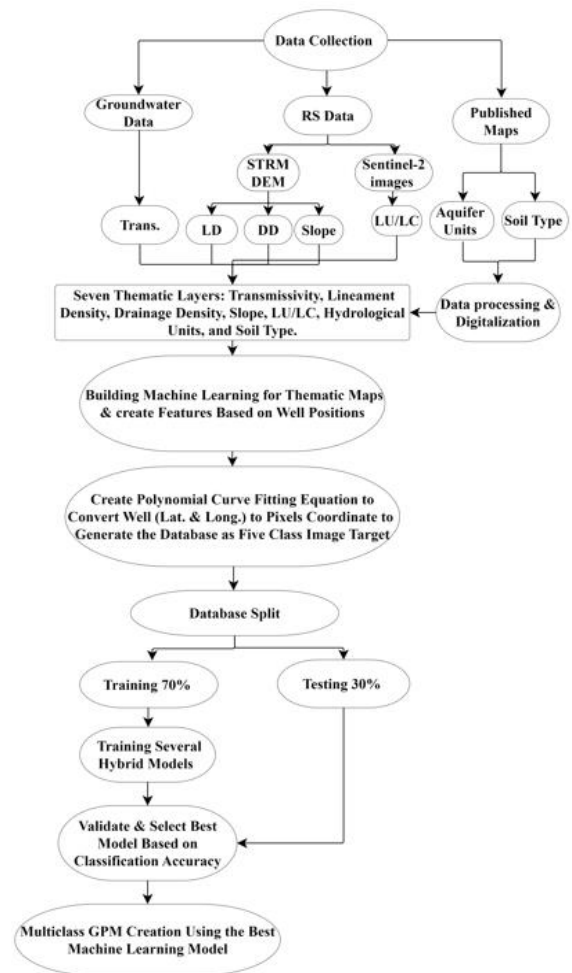 Data Collection
Groundwater
Data
RS Data
Published
Maps
STRM
DEM
Sentinel-2
images
Trans.
LD
DD
Slope
LU/LC
Aquifer
Units
Soil Type
Seven Thematic Layers: Transmissivity, Lineament
Density, Drainage Density, Slope, LU/LC, Hydrological
Units, and Soil Type.
Data processing &
Digitalization
Building Machine Learning for Thematic Maps
& create Features Based on Well Positions
Create Polynomial Curve Fitting Equation to
Convert Well (Lat. & Long.) to Pixels Coordinate to
Generate the Database as Five Class Image Target
Database Split
Training 70%
Testing 30%
Training Several
Hybrid Models
Validate & Select Best
Model Based on
Classification Accuracy
Multiclass GPM Creation Using the Best
Machine Learning Model